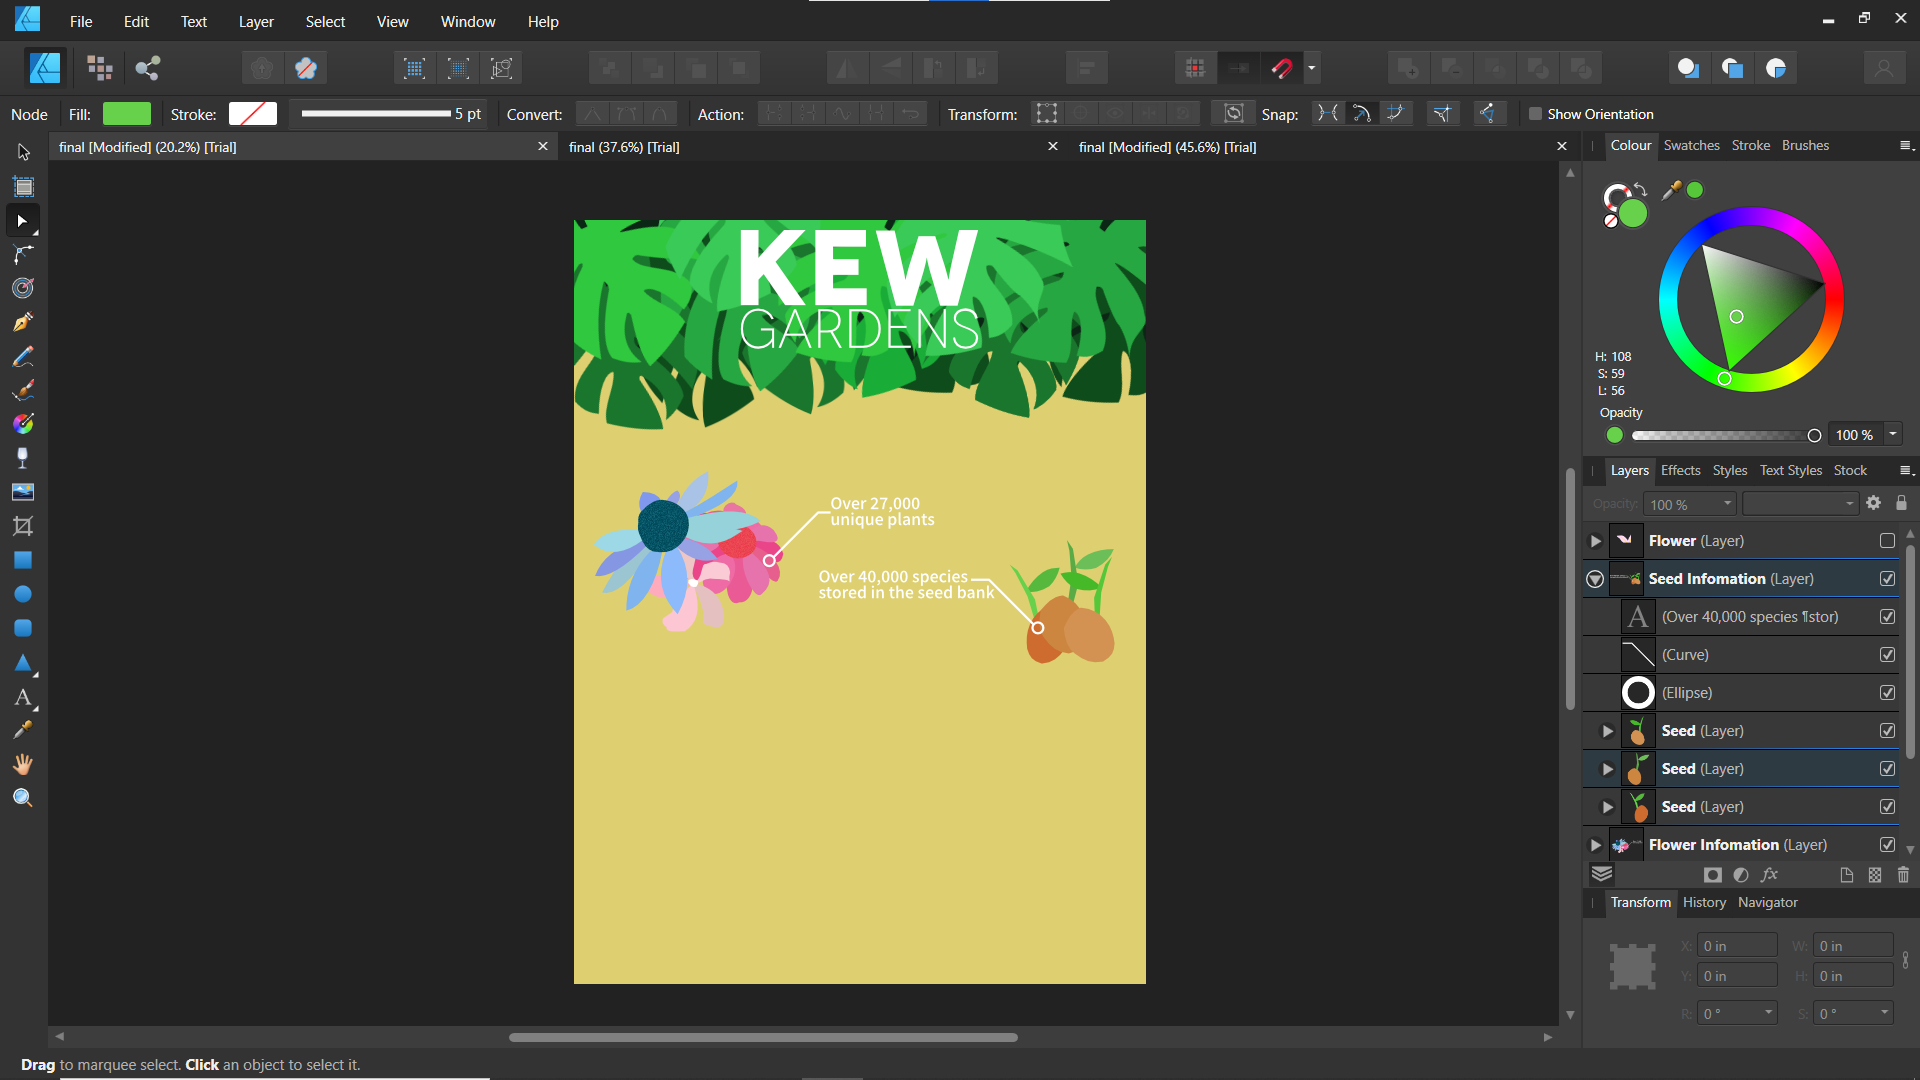 File Edit Text Layer Select View Window Help
Node Fill: Stroke: 5 pt Convert: Action: Transform: Snap: Show Orientation
final [Modified] (20.2%) [Trial] final (37.6%) [Trial] final [Modified] (45.6%) [Trial]
Colour Swatches Stroke Brushes
KEW
GARDENS
Over 27,000
unique plants
Over 40,000 species
stored in the seed bank
H: 108
S: 59
L: 56
Opacity
100 %
Layers Effects Styles Text Styles Stock
Opacity: 100 %
Flower (Layer)
Seed Infomation (Layer)
A (Over 40,000 species ¶stor)
(Curve)
(Ellipse)
Seed (Layer)
Seed (Layer)
Seed (Layer)
Flower Infomation (Layer)
fx
Transform History Navigator
X: 0 in W: 0 in
Y: 0 in H: 0 in
R: 0 ° S: 0 °
Drag to marquee select. Click an object to select it.